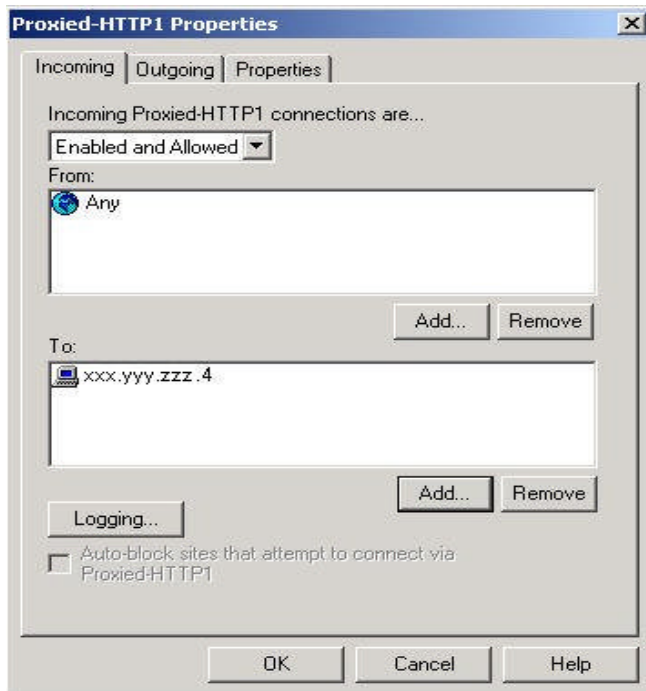 Proxied-HTTP1 Properties
Incoming Outgoing Properties
Incoming Proxied-HTTP1 connections are...
Enabled and Allowed
From:
Any
Add... Remove
To:
xxx.yyy.zzz.4
Add... Remove
Logging...
Auto-block sites that attempt to connect via
Proxied-HTTP1
OK Cancel Help